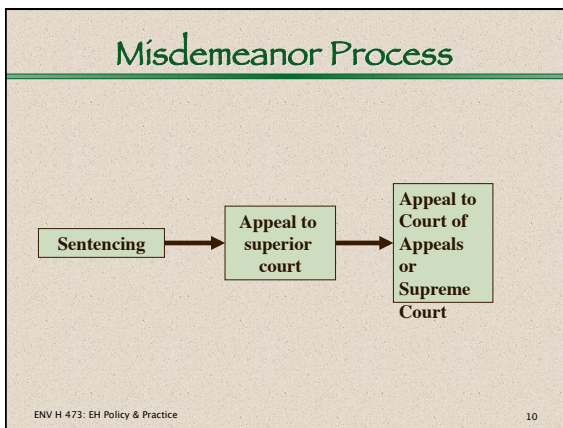 Misdemeanor Process
Sentencing
Appeal to
superior
court
Appeal to
Court of
Appeals
or
Supreme
Court
ENV H 473: EH Policy & Practice
10